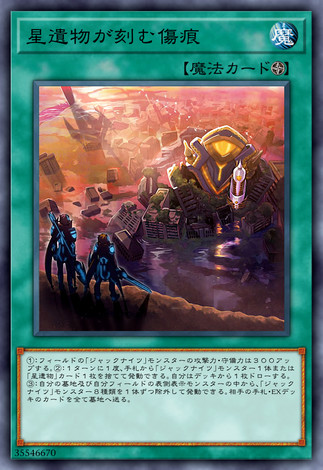 星遺物が刻む傷痕
魔
【魔法カード】
①：フィールドの「ジャックナイツ」モンスターの攻撃力・守備力は３００アッ
プする。②：１ターンに１度、手札から「ジャックナイツ」モンスター１体または
「星遺物」カード１枚を捨てて発動できる。自分はデッキから１枚ドローする。
③：自分の墓地及び自分フィールドの表側表示モンスターの中から、「ジャック
ナイツ」モンスター８種類を１体ずつ除外して発動できる。相手の手札・EXデッ
キのカードを全て墓地へ送る。
35546670